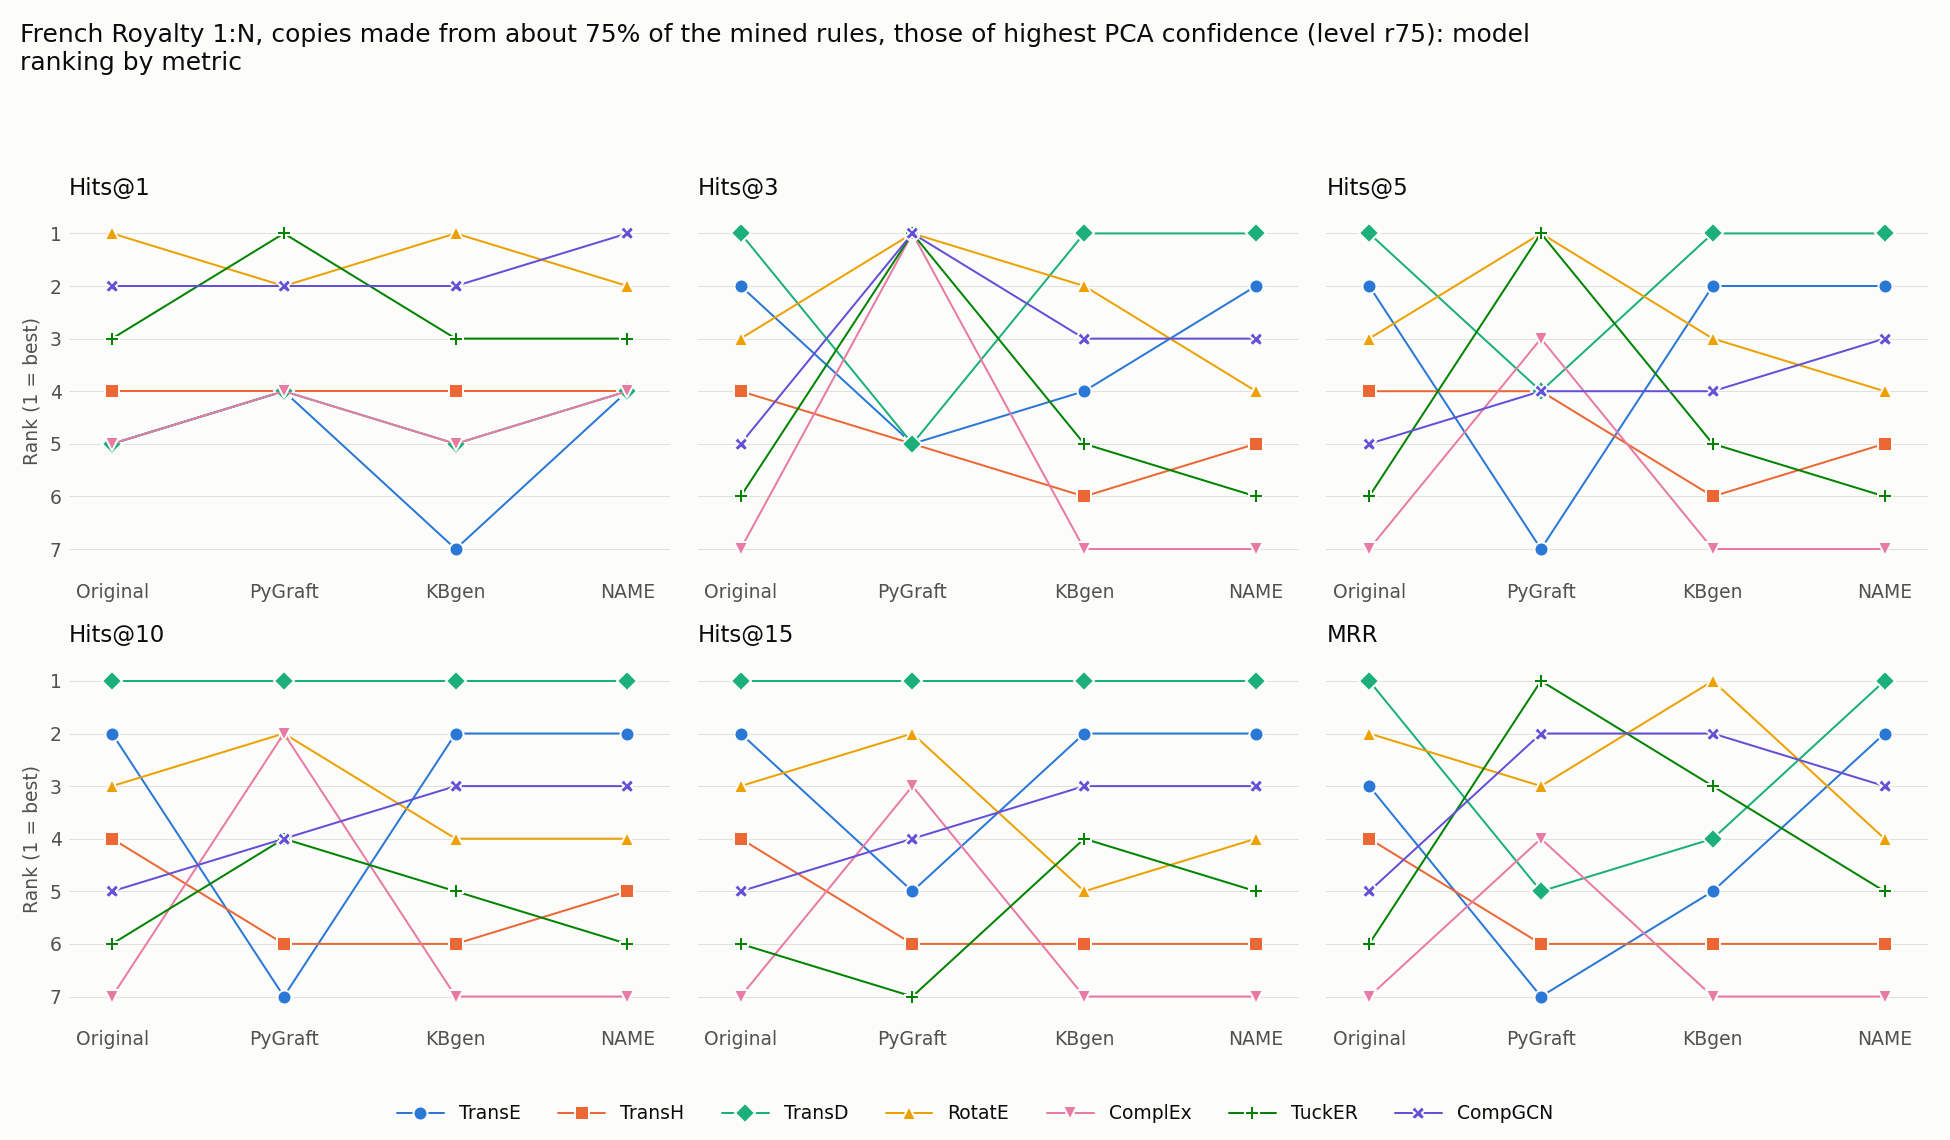 French Royalty 1:N, copies made from about 75% of the mined rules, those of highest PCA confidence (level r75): model
ranking by metric
Hits@1
Hits@3
Hits@5
Rank (1 = best)
1
2
3
4
5
6
7
Original PyGraft KBgen NAME
Original PyGraft KBgen NAME
Original PyGraft KBgen NAME
Hits@10
Hits@15
MRR
Rank (1 = best)
1
2
3
4
5
6
7
Original PyGraft KBgen NAME
Original PyGraft KBgen NAME
Original PyGraft KBgen NAME
TransE TransH TransD RotatE ComplEx TuckER CompGCN